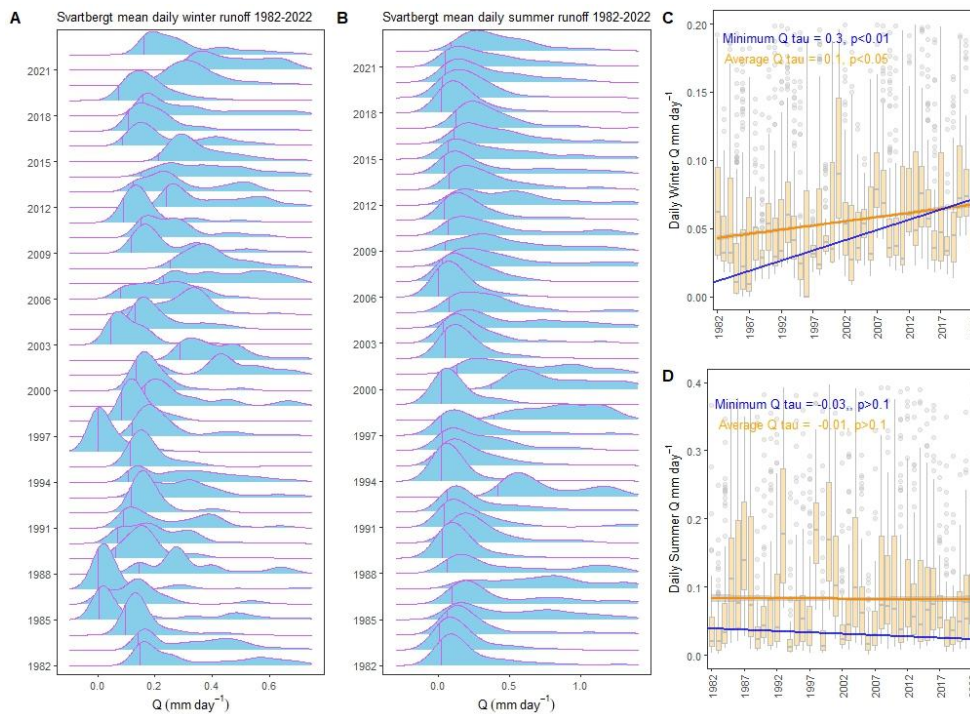 A Svartbergt mean daily winter runoff 1982-2022
2021
2018
2015
2012
2009
2006
2003
2000
1997
1994
1991
1988
1985
1982
0.0 0.2 0.4 0.6
Q (mm day⁻¹)
B Svartbergt mean daily summer runoff 1982-2022
2021
2018
2015
2012
2009
2006
2003
2000
1997
1994
1991
1988
1985
1982
0.0 0.5 1.0
Q (mm day⁻¹)
C
Minimum Q tau = 0.3, p<0.01
Average Q tau = 0.1, p<0.05
Daily Winter Q mm day⁻¹
0.20
0.15
0.10
0.05
0.00
1982 1987 1992 1997 2002 2007 2012 2017
D
Minimum Q tau = -0.03,, p>0.1
Average Q tau = -0.01, p>0.1
Daily Summer Q mm day⁻¹
0.4
0.3
0.2
0.1
0.0
1982 1987 1992 1997 2002 2007 2012 2017